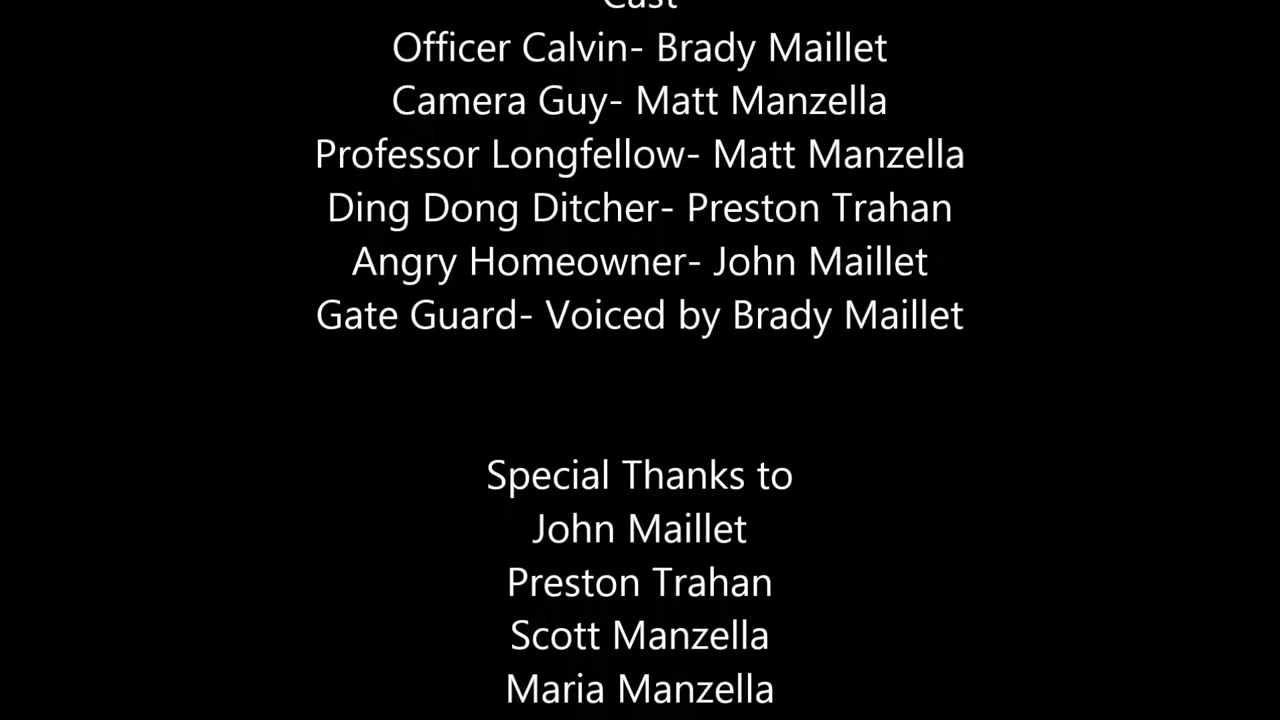 Cast
Officer Calvin- Brady Maillet
Camera Guy- Matt Manzella
Professor Longfellow- Matt Manzella
Ding Dong Ditcher- Preston Trahan
Angry Homeowner- John Maillet
Gate Guard- Voiced by Brady Maillet
Special Thanks to
John Maillet
Preston Trahan
Scott Manzella
Maria Manzella